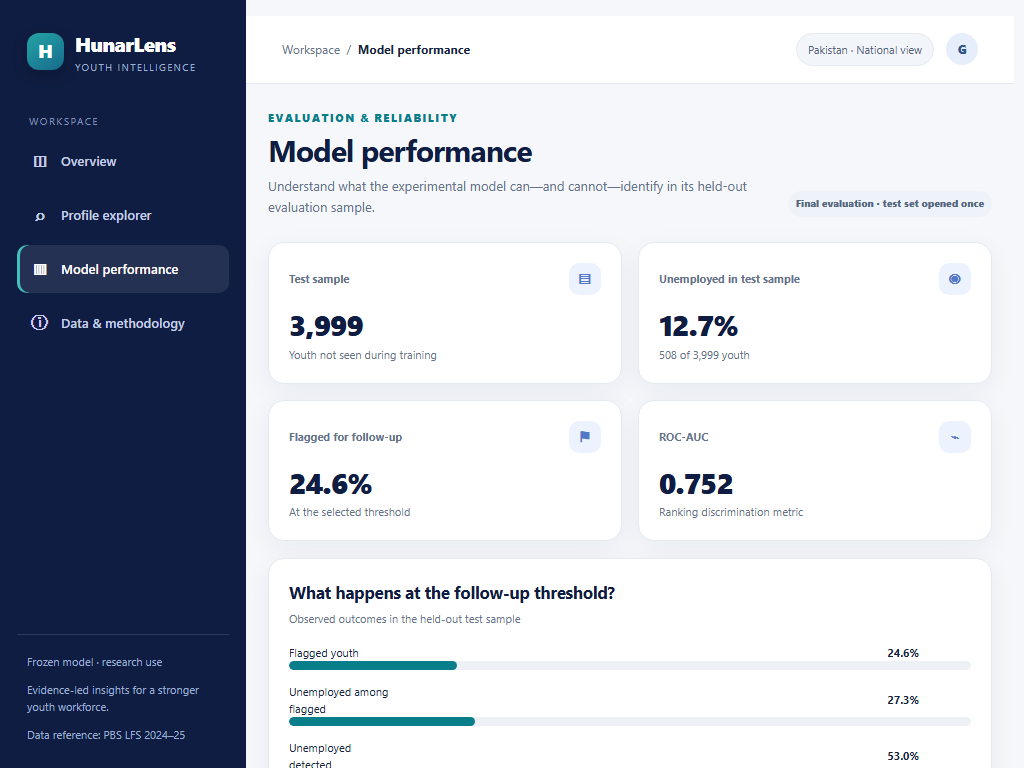 H
HunarLens
YOUTH INTELLIGENCE
WORKSPACE
Overview
Profile explorer
Model performance
Data & methodology
Frozen model · research use
Evidence-led insights for a stronger
youth workforce.
Data reference: PBS LFS 2024–25
Workspace / Model performance
Pakistan · National view
G
EVALUATION & RELIABILITY
Model performance
Understand what the experimental model can—and cannot—identify in its held-out
evaluation sample.
Final evaluation · test set opened once
Test sample
3,999
Youth not seen during training
Unemployed in test sample
12.7%
508 of 3,999 youth
Flagged for follow-up
24.6%
At the selected threshold
ROC-AUC
0.752
Ranking discrimination metric
What happens at the follow-up threshold?
Observed outcomes in the held-out test sample
Flagged youth
24.6%
Unemployed among
flagged
27.3%
Unemployed
detected
53.0%